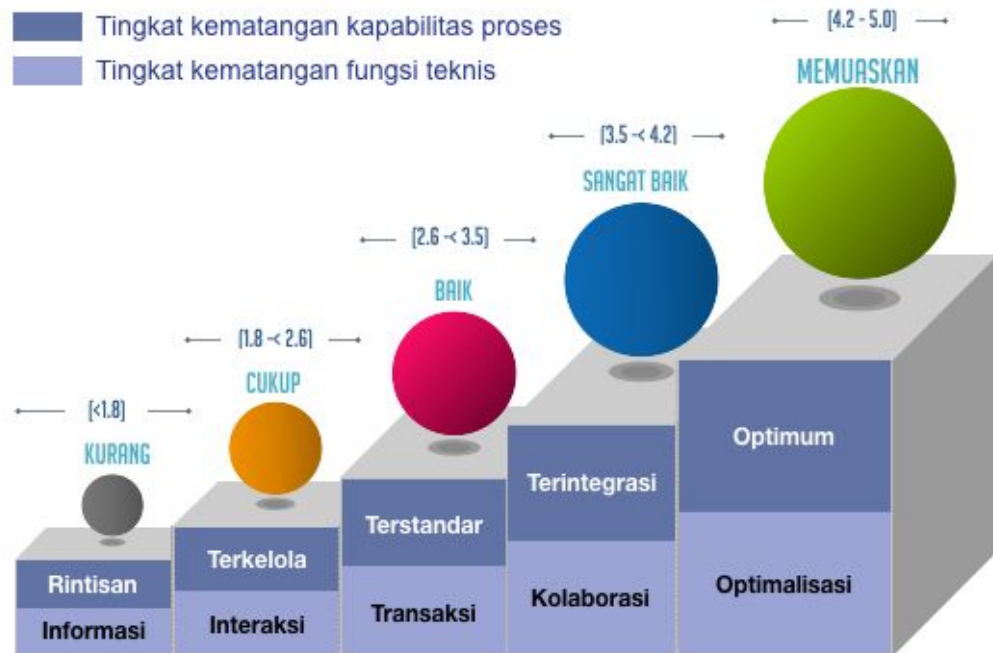 Tingkat kematangan kapabilitas proses
Tingkat kematangan fungsi teknis
[4.2 - 5.0]
MEMUASKAN
[3.5 -< 4.2]
SANGAT BAIK
[2.6 -< 3.5]
BAIK
[1.8 -< 2.6]
CUKUP
[<1.8]
KURANG
Rintisan
Informasi
Terkelola
Interaksi
Terstandar
Transaksi
Terintegrasi
Kolaborasi
Optimum
Optimalisasi